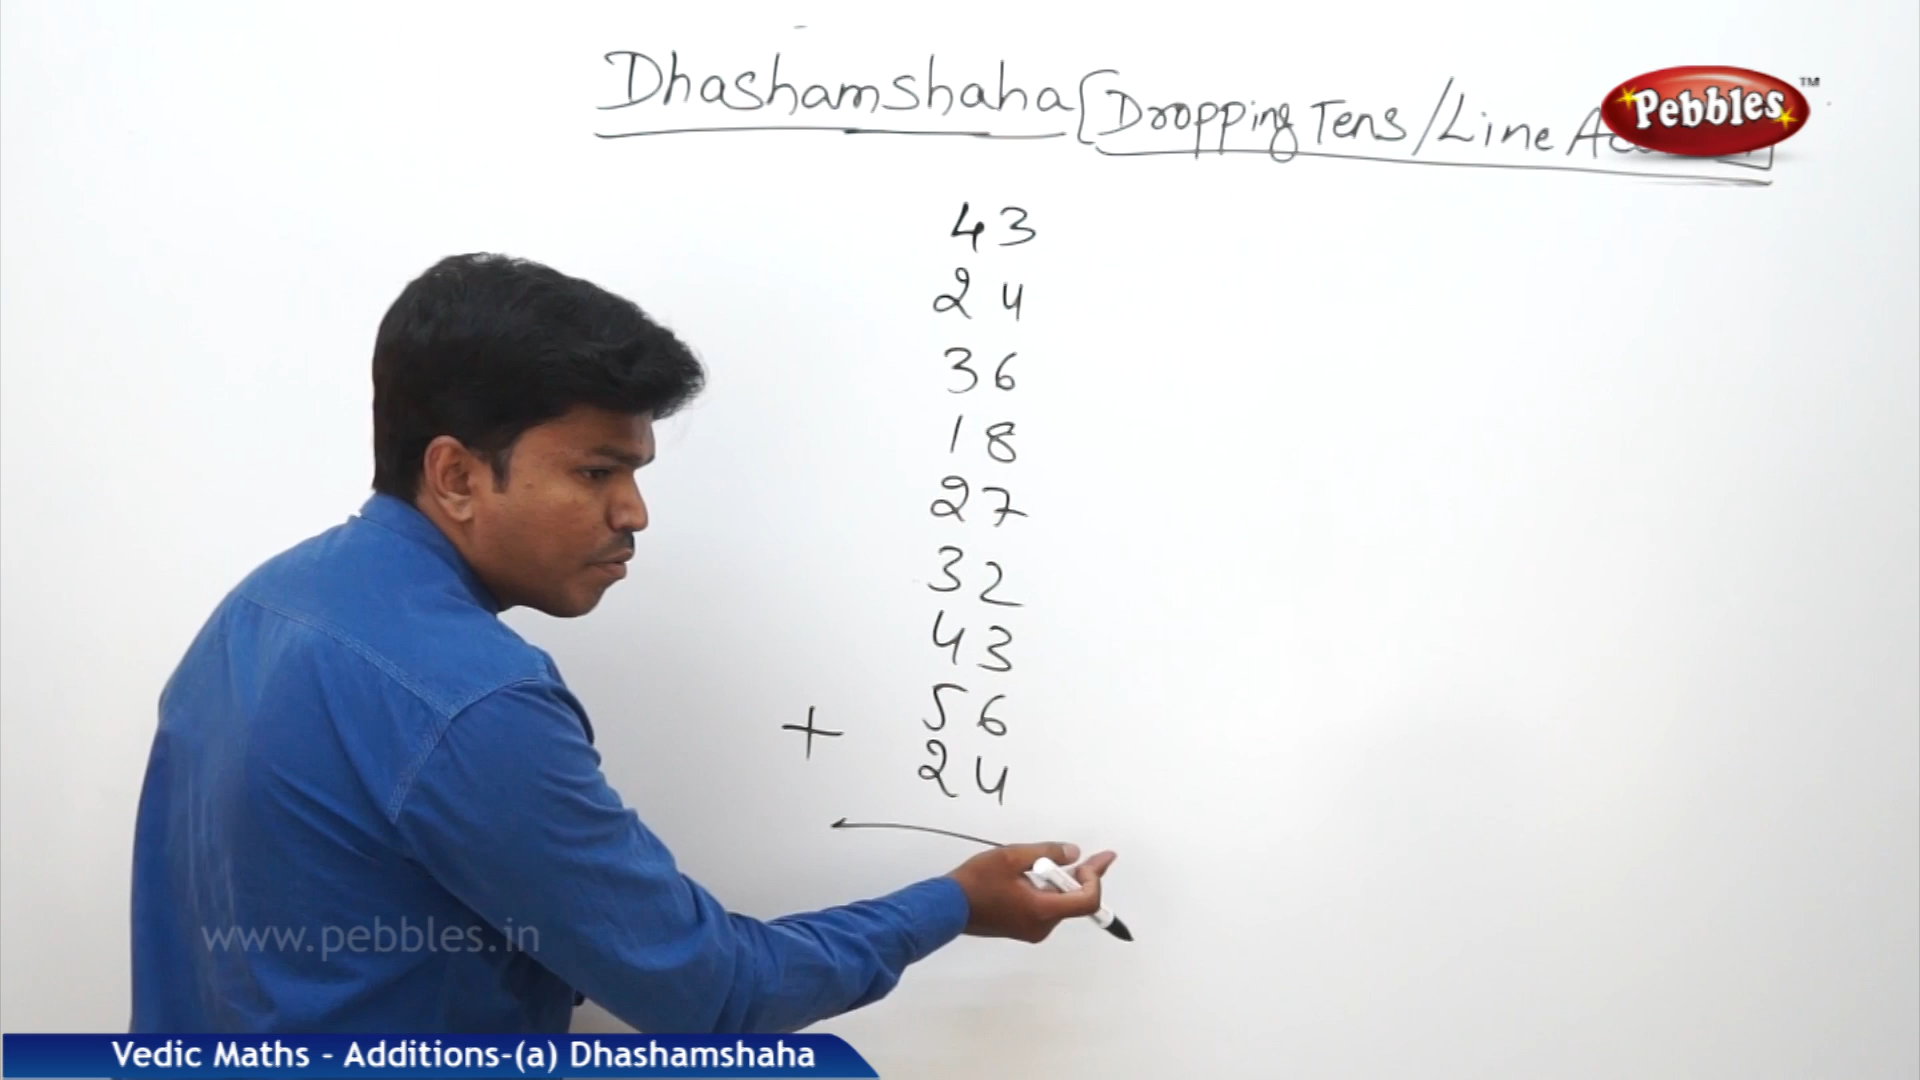 Dhashamshaha [Dropping Tens/Line
Pebbles™
43
24
36
18
27
32
43
56
+ 24
www.pebbles.in
Vedic Maths - Additions-(a) Dhashamshaha